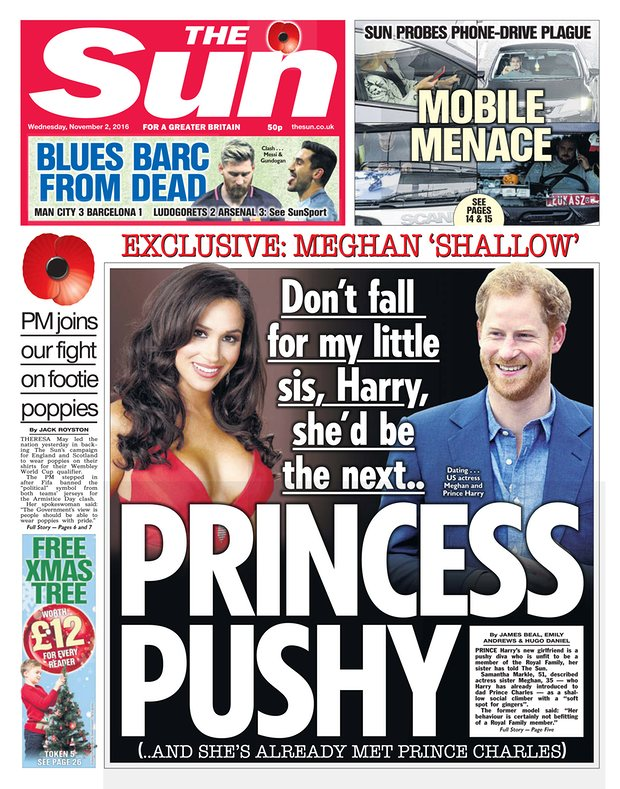 THE
Sun
Wednesday, November 2, 2016
FOR A GREATER BRITAIN
50p
thesun.co.uk
BLUES BARC
FROM DEAD
Clash . . .
Messi &
Gundogan
MAN CITY 3 BARCELONA 1 LUDOGORETS 2 ARSENAL 3: See SunSport
SUN PROBES PHONE-DRIVE PLAGUE
MOBILE
MENACE
SEE
PAGES
14 & 15
SCANIA
LUKASZ
PM joins
our fight
on footie
poppies
By JACK ROYSTON
THERESA May led the
nation yesterday in back-
ing The Sun's campaign
for England and Scotland
to wear poppies on their
shirts for their Wembley
World Cup qualifier.
The PM stepped in
after Fifa banned the
"political" symbol from
both teams' jerseys for
the Armistice Day clash.
Her spokeswoman said:
"The Government's view is
people should be able to
wear poppies with pride."
Full Story — Pages 6 and 7
FREE
XMAS
TREE
WORTH
£12
FOR EVERY
READER
TOKEN 5
SEE PAGE 26
EXCLUSIVE: MEGHAN 'SHALLOW'
Don't fall
for my little
sis, Harry,
she'd be
the next..
Dating . . .
US actress
Meghan and
Prince Harry
PRINCESS
PUSHY
By JAMES BEAL, EMILY
ANDREWS & HUGO DANIEL
PRINCE Harry's new girlfriend is a
pushy diva who is unfit to be a
member of the Royal Family, her
sister has told The Sun.
Samantha Markle, 51, described
actress sister Meghan, 35 — who
Harry has already introduced to
dad Prince Charles — as a shal-
low social climber with a "soft
spot for gingers".
The former model said: "Her
behaviour is certainly not befitting
of a Royal Family member."
Full Story — Page Five
(..AND SHE'S ALREADY MET PRINCE CHARLES)